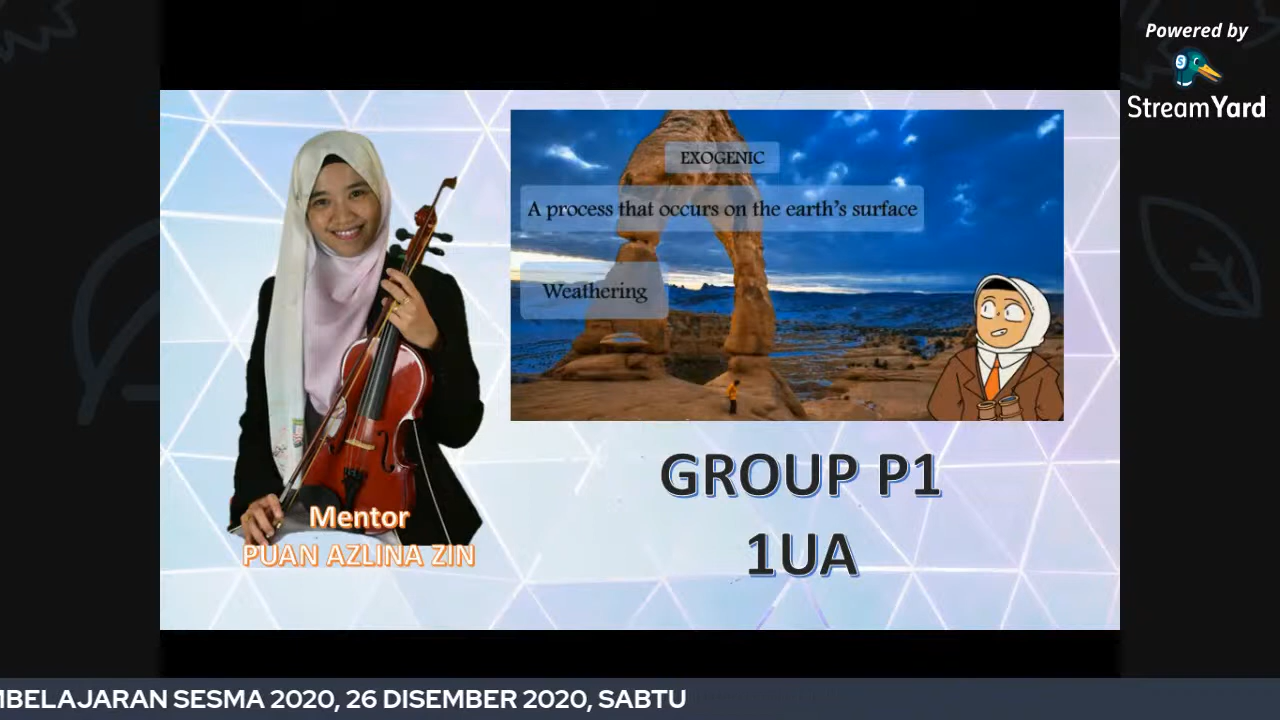 Powered by
StreamYard
EXOGENIC
A process that occurs on the earth's surface
Weathering
GROUP P1
1UA
Mentor
PUAN AZLINA ZIN
MBELAJARAN SESMA 2020, 26 DISEMBER 2020, SABTU